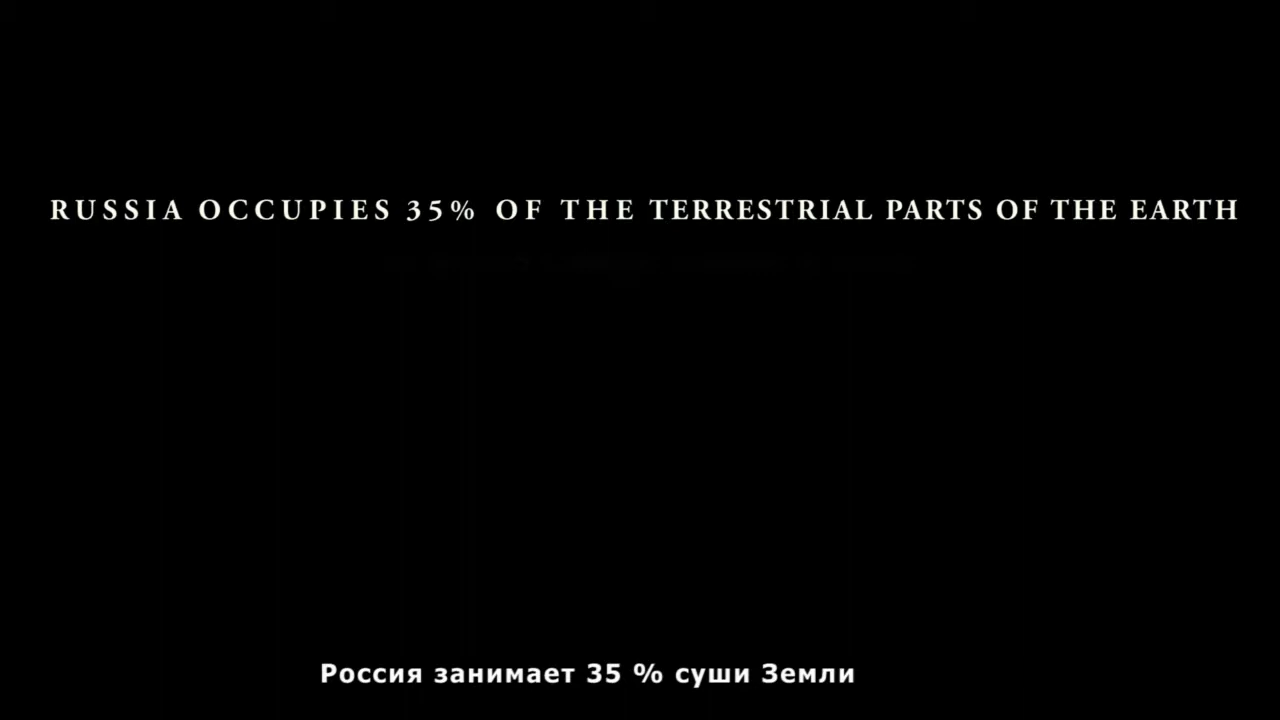 RUSSIA OCCUPIES 35% OF THE TERRESTRIAL PARTS OF THE EARTH
Россия занимает 35 % суши Земли